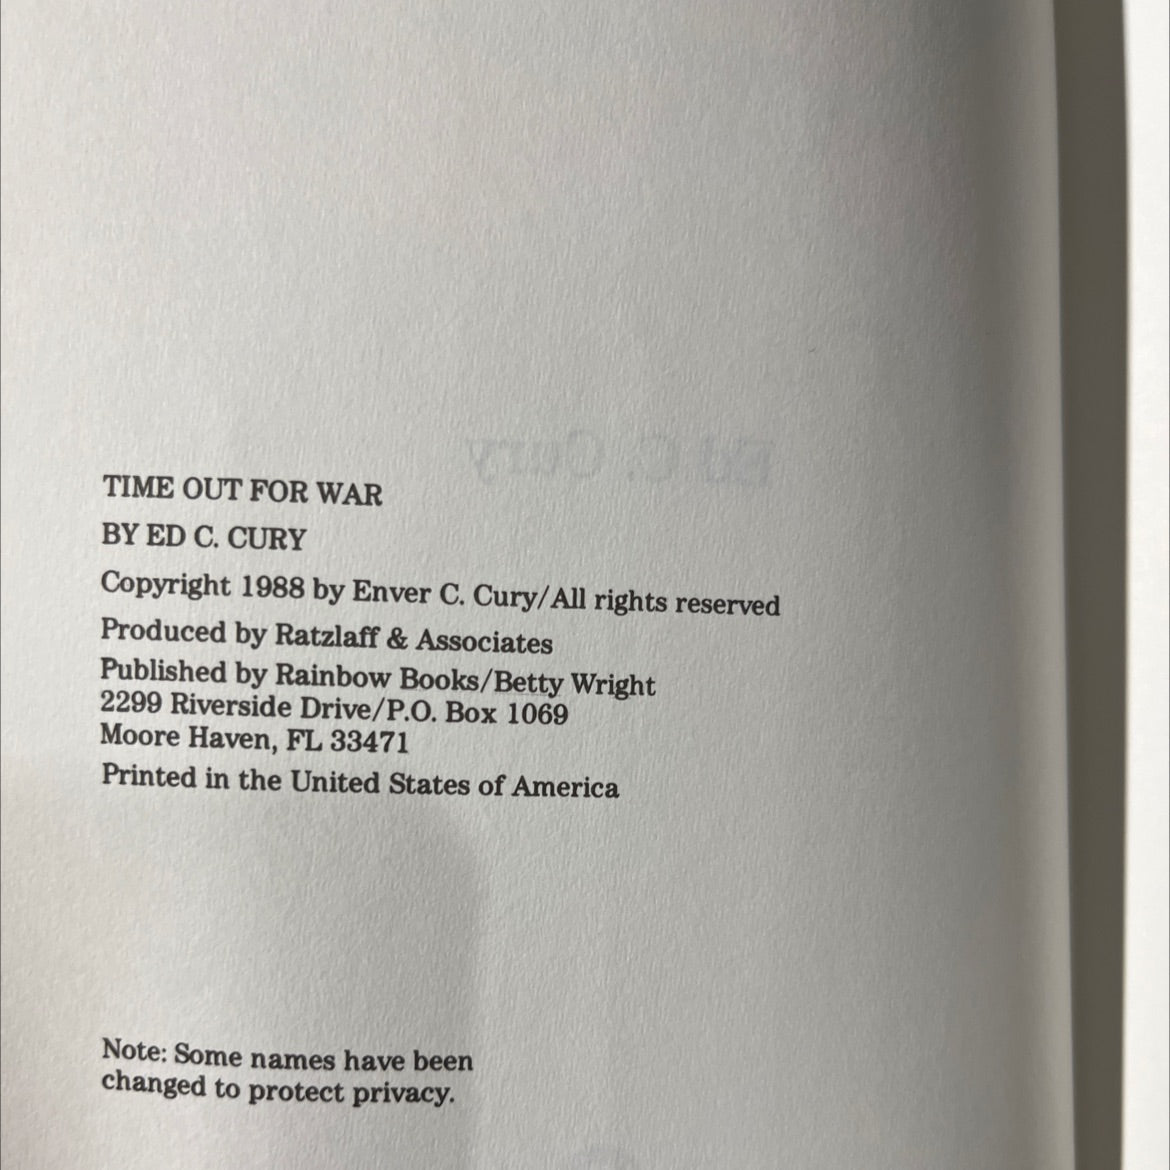 Ed C. Cury
TIME OUT FOR WAR
BY ED C. CURY
Copyright 1988 by Enver C. Cury/All rights reserved
Produced by Ratzlaff & Associates
Published by Rainbow Books/Betty Wright
2299 Riverside Drive/P.O. Box 1069
Moore Haven, FL 33471
Printed in the United States of America
Note: Some names have been
changed to protect privacy.